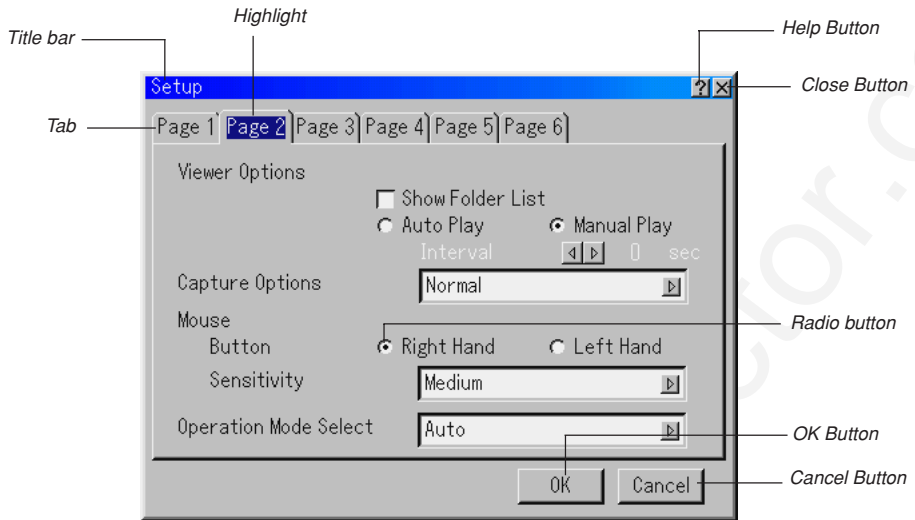 Highlight
Title bar
Help Button
Setup
? ×
Close Button
Tab
Page 1 Page 2 Page 3 Page 4 Page 5 Page 6
Viewer Options
Show Folder List
Auto Play Manual Play
Interval 0 sec
Capture Options Normal
Mouse
Radio button
Button Right Hand Left Hand
Sensitivity Medium
Operation Mode Select Auto
OK Button
OK Cancel
Cancel Button